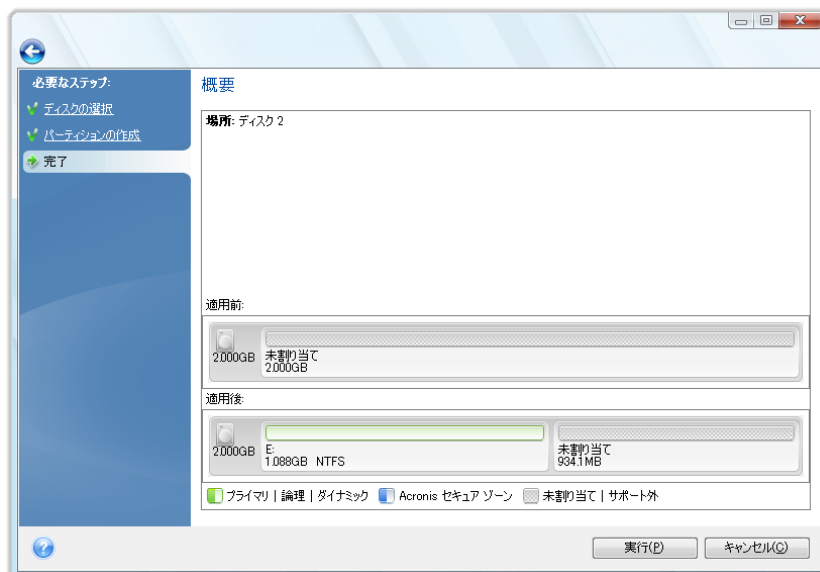 必要なステップ:
ディスクの選択
パーティションの作成
完了
概要
場所: ディスク 2
適用前:
2.000GB
未割り当て
2.000GB
適用後:
2.000GB
E:
1.088GB NTFS
未割り当て
934.1MB
プライマリ | 論理 | ダイナミック Acronis セキュア ゾーン 未割り当て | サポート外
実行(P) キャンセル(C)